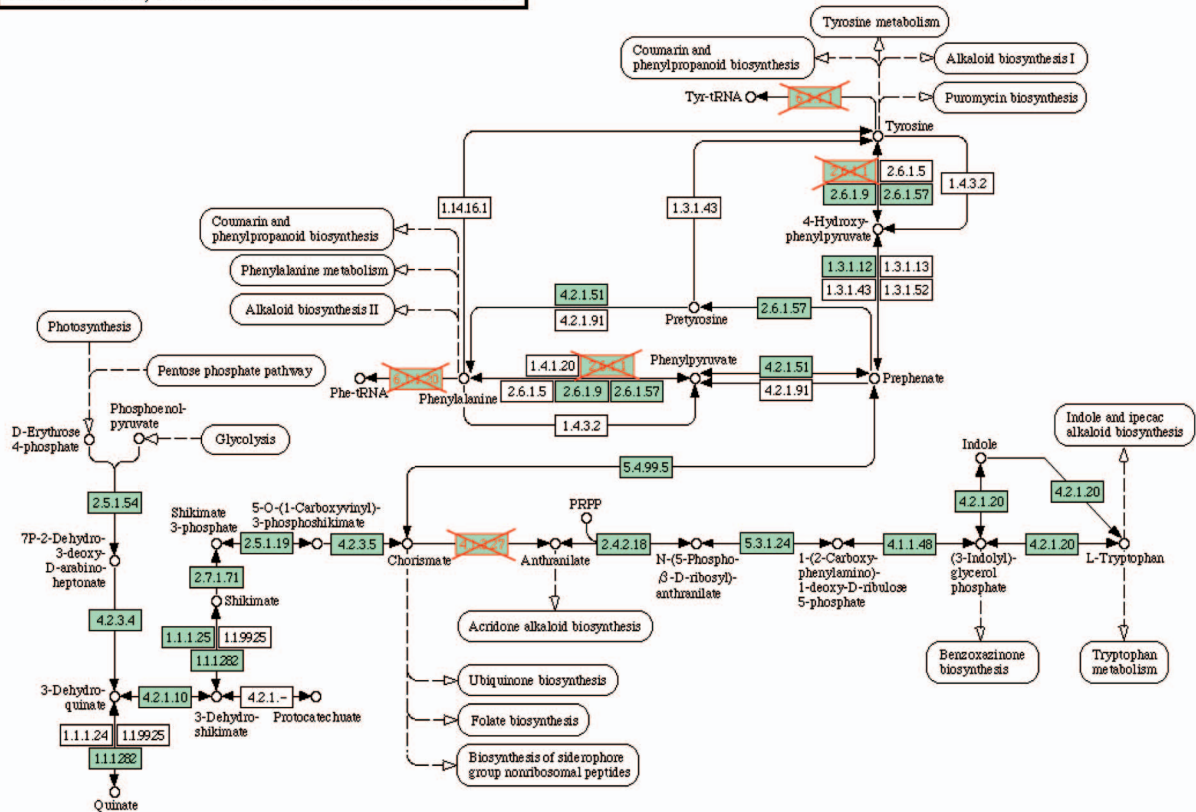 Tyrosine metabolism
Coumarin and
phenylpropanoid biosynthesis
Alkaloid biosynthesis I
Tyr-tRNA
Puromycin biosynthesis
Tyrosine
2.6.1.5
2.6.1.9
2.6.1.57
1.4.3.2
1.14.16.1
1.3.1.43
4-Hydroxy-
phenylpyruvate
Coumarin and
phenylpropanoid biosynthesis
Phenylalanine metabolism
Alkaloid biosynthesis II
1.3.1.12
1.3.1.13
1.3.1.43
1.3.1.52
4.2.1.51
4.2.1.91
Pretyrosine
2.6.1.57
Photosynthesis
Pentose phosphate pathway
Phe-tRNA
Phenylalanine
1.4.1.20
2.6.1.5
2.6.1.9
2.6.1.57
Phenylpyruvate
4.2.1.51
4.2.1.91
Prephenate
1.4.3.2
Phosphoenol-
pyruvate
D-Erythrose
4-phosphate
Glycolysis
5.4.99.5
Indole and ipecac
alkaloid biosynthesis
Indole
4.2.1.20
4.2.1.20
2.5.1.54
Shikimate
3-phosphate
5-O-(1-Carboxyvinyl)-
3-phosphoshikimate
PRPP
7P-2-Dehydro-
3-deoxy-
D-arabino-
heptonate
2.5.1.19
4.2.3.5
Chorismate
Anthranilate
2.4.2.18
N-(5-Phospho-
β-D-ribosyl)-
anthranilate
5.3.1.24
1-(2-Carboxy-
phenylamino)-
1-deoxy-D-ribulose
5-phosphate
4.1.1.48
(3-Indolyl)-
glycerol
phosphate
4.2.1.20
L-Tryptophan
2.7.1.71
Shikimate
4.2.3.4
1.1.1.25
1.1.9925
1.1.1282
Acridone alkaloid biosynthesis
Benzoxazinone
biosynthesis
Tryptophan
metabolism
3-Dehydro-
quinate
4.2.1.10
3-Dehydro-
shikimate
4.2.1.-
Protocatechuate
Ubiquinone biosynthesis
Folate biosynthesis
Biosynthesis of siderophore
group nonribosomal peptides
1.1.1.24
1.1.9925
1.1.1282
Quinate